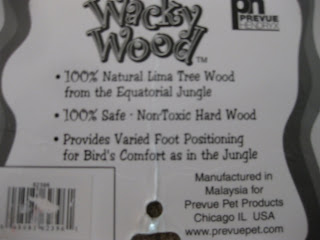 Wacky
Wood™
PREVUE
HENDRYX
• 100% Natural Lima Tree Wood
from the Equatorial Jungle
• 100% Safe - Non/Toxic Hard Wood
• Provides Varied Foot Positioning
for Bird's Comfort as in the Jungle
Manufactured in
Malaysia for
Prevue Pet Products
Chicago IL USA
www.prevuepet.com